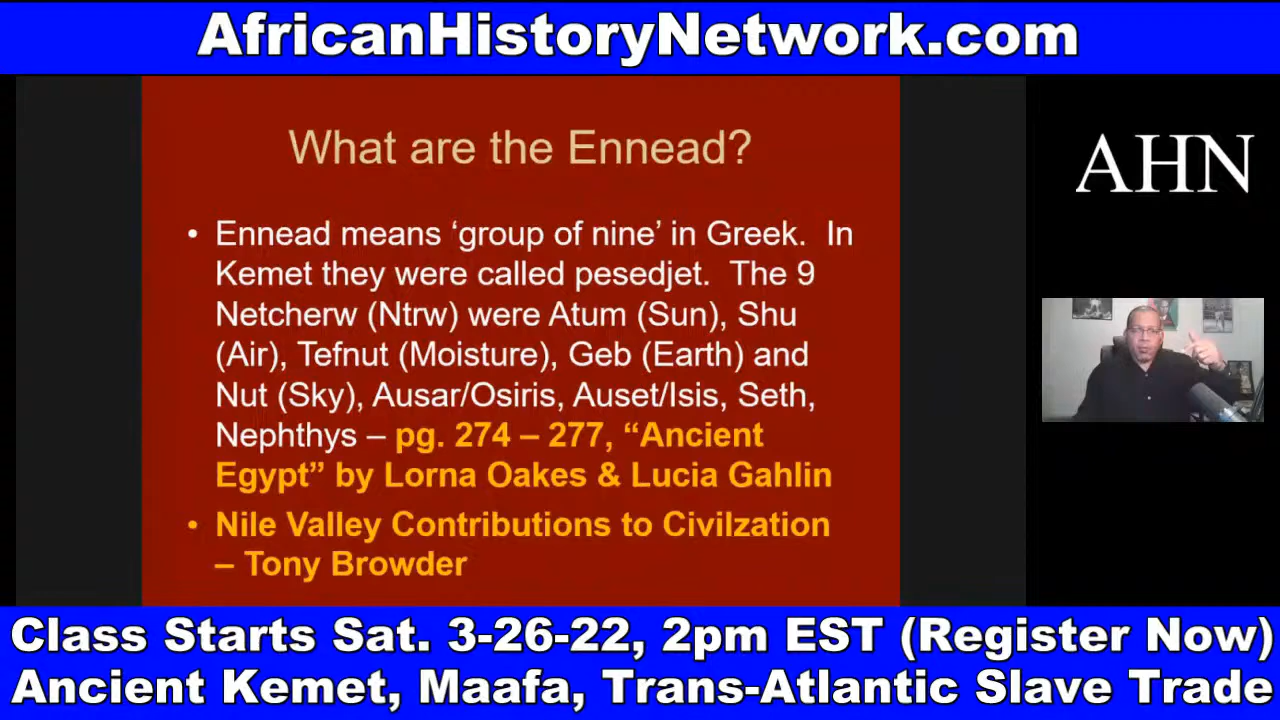 AfricanHistoryNetwork.com
What are the Ennead?
• Ennead means ‘group of nine’ in Greek.  In
Kemet they were called pesedjet.  The 9
Netcherw (Ntrw) were Atum (Sun), Shu
(Air), Tefnut (Moisture), Geb (Earth) and
Nut (Sky), Ausar/Osiris, Auset/Isis, Seth,
Nephthys – pg. 274 – 277, “Ancient
Egypt” by Lorna Oakes & Lucia Gahlin
• Nile Valley Contributions to Civilzation
– Tony Browder
AHN
Class Starts Sat. 3-26-22, 2pm EST (Register Now)
Ancient Kemet, Maafa, Trans-Atlantic Slave Trade